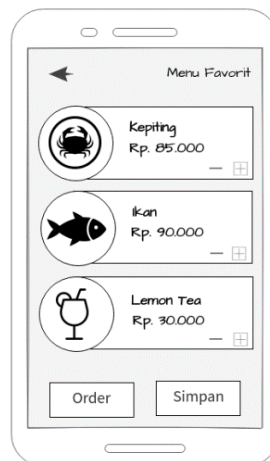 Menu Favorit
Kepiting
Rp. 85.000
Ikan
Rp. 90.000
Lemon Tea
Rp. 30.000
Order
Simpan